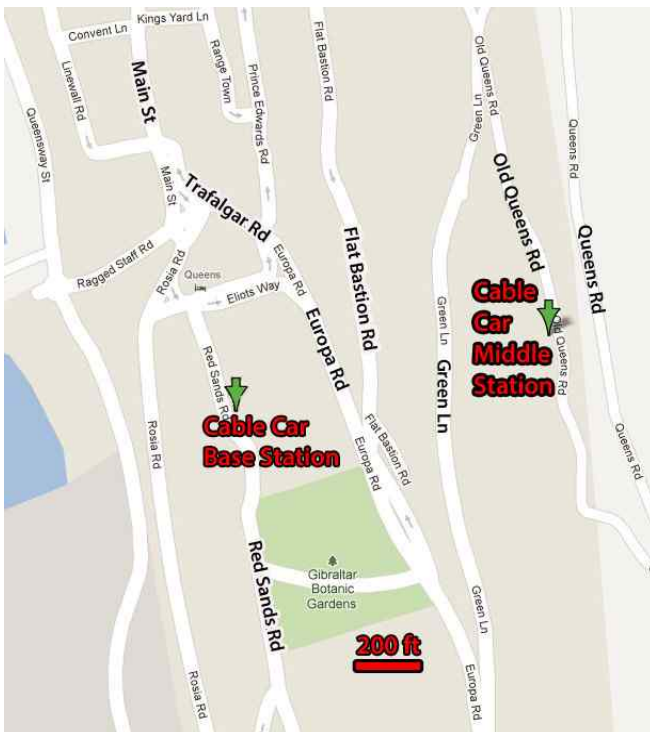 Convent Ln
Kings Yard Ln
Linewall Rd
Main St
Range Town
Prince Edwards Rd
Flat Bastion Rd
Old Queens Rd
Green Ln
Queensway St
Queens Rd
Main St
Trafalgar Rd
Old Queens Rd
Queens Rd
Ragged Staff Rd
Rosia Rd
Queens
Europa Rd
Flat Bastion Rd
Eliots Way
Cable
Car
Middle
Station
Green Ln
Old Queens Rd
Europa Rd
Red Sands Rd
Green Ln
Cable Car
Base Station
Rosia Rd
Europa Rd
Flat Bastion Rd
Queens Rd
Red Sands Rd
Gibraltar
Botanic
Gardens
Green Ln
200 ft
Rosia Rd
Europa Rd